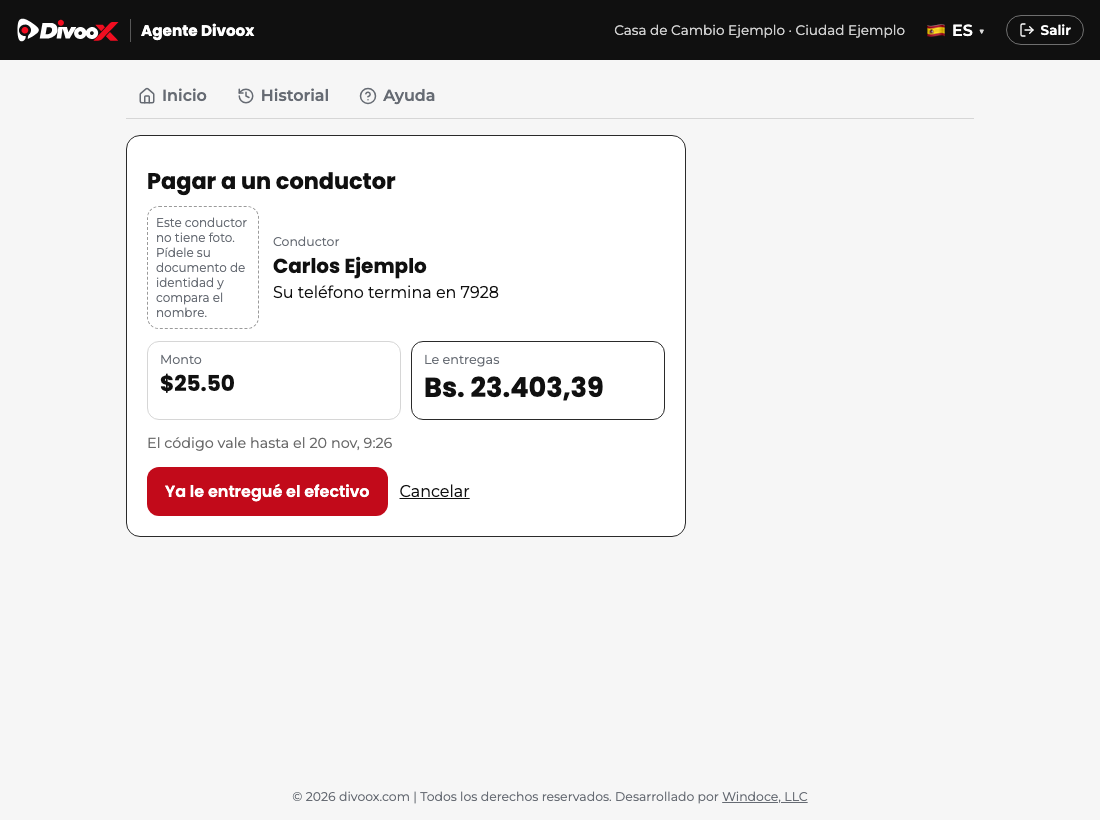 DivooX
Agente Divoox
Casa de Cambio Ejemplo · Ciudad Ejemplo
ES
Salir
Inicio
Historial
Ayuda
Pagar a un conductor
Este conductor
no tiene foto.
Pídele su
documento de
identidad y
compara el
nombre.
Conductor
Carlos Ejemplo
Su teléfono termina en 7928
Monto
$25.50
Le entregas
Bs. 23.403,39
El código vale hasta el 20 nov, 9:26
Ya le entregué el efectivo
Cancelar
© 2026 divoox.com | Todos los derechos reservados. Desarrollado por Windoce, LLC